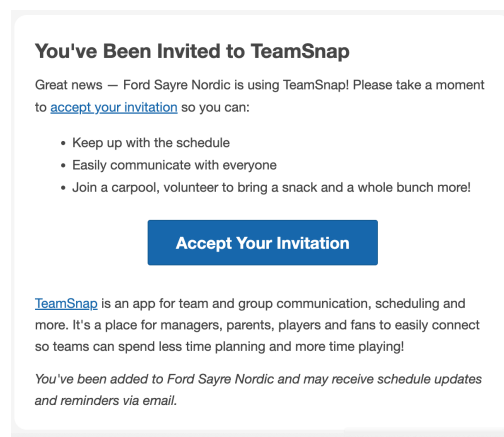 You've Been Invited to TeamSnap
Great news — Ford Sayre Nordic is using TeamSnap! Please take a moment
to accept your invitation so you can:
• Keep up with the schedule
• Easily communicate with everyone
• Join a carpool, volunteer to bring a snack and a whole bunch more!
Accept Your Invitation
TeamSnap is an app for team and group communication, scheduling and
more. It's a place for managers, parents, players and fans to easily connect
so teams can spend less time planning and more time playing!
You've been added to Ford Sayre Nordic and may receive schedule updates
and reminders via email.